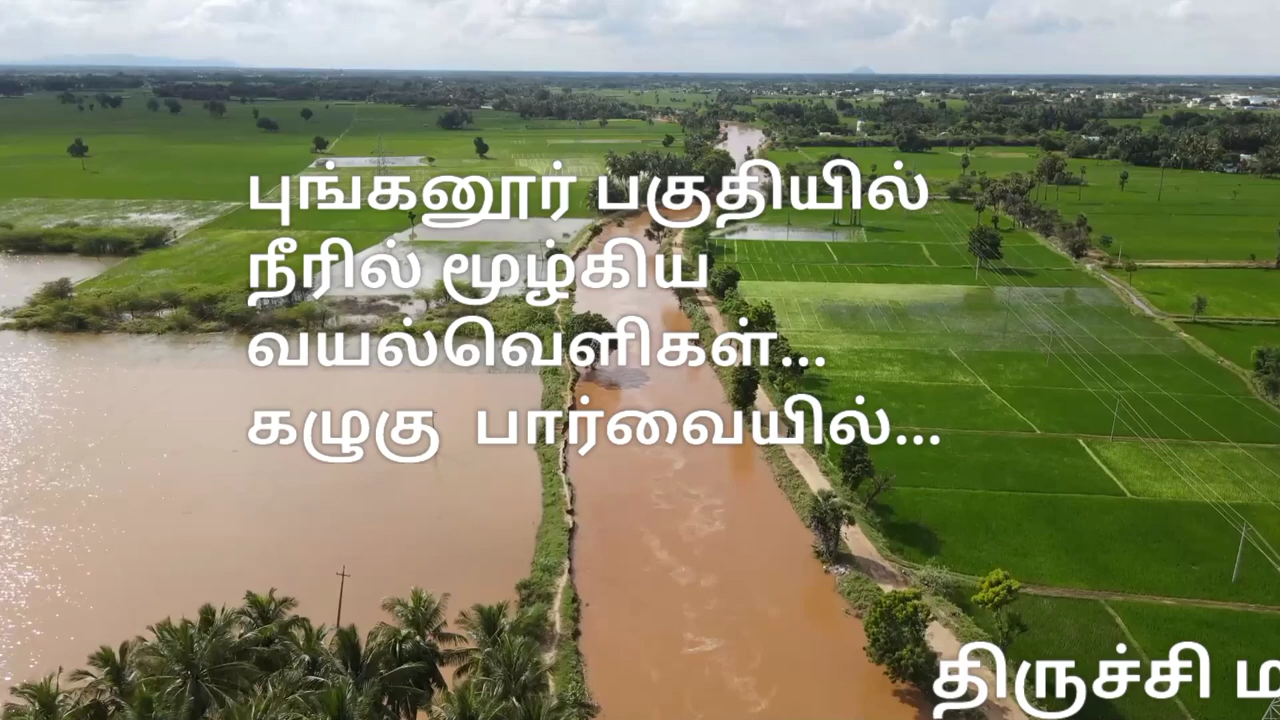 புங்கனூர் பகுதியில்
நீரில் மூழ்கிய
வயல்வெளிகள்...
கழுகு பார்வையில்...
திருச்சி